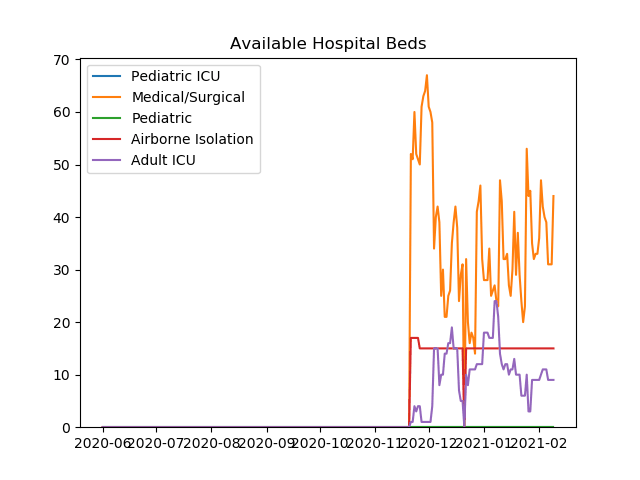 Available Hospital Beds
70
60
50
40
30
20
10
0
Pediatric ICU
Medical/Surgical
Pediatric
Airborne Isolation
Adult ICU
2020-06 2020-07 2020-08 2020-09 2020-10 2020-11 2020-12 2021-01 2021-02